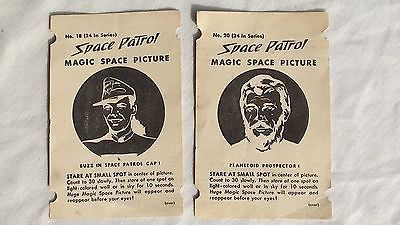 No. 18 (24 in Series)
Space Patrol
MAGIC SPACE PICTURE
BUZZ IN SPACE PATROL CAP!
STARE AT SMALL SPOT in center of picture.
Count to 30 slowly. Then stare at one spot on
light-colored wall or in sky for 10 seconds.
Huge Magic Space Picture will appear and
reappear before your eyes!
(over)
No. 20 (24 in Series)
Space Patrol
MAGIC SPACE PICTURE
PLANETOID PROSPECTOR!
STARE AT SMALL SPOT in center of picture.
Count to 30 slowly. Then stare at one spot on
light-colored wall or in sky for 10 seconds.
Huge Magic Space Picture will appear and
reappear before your eyes!
(over)